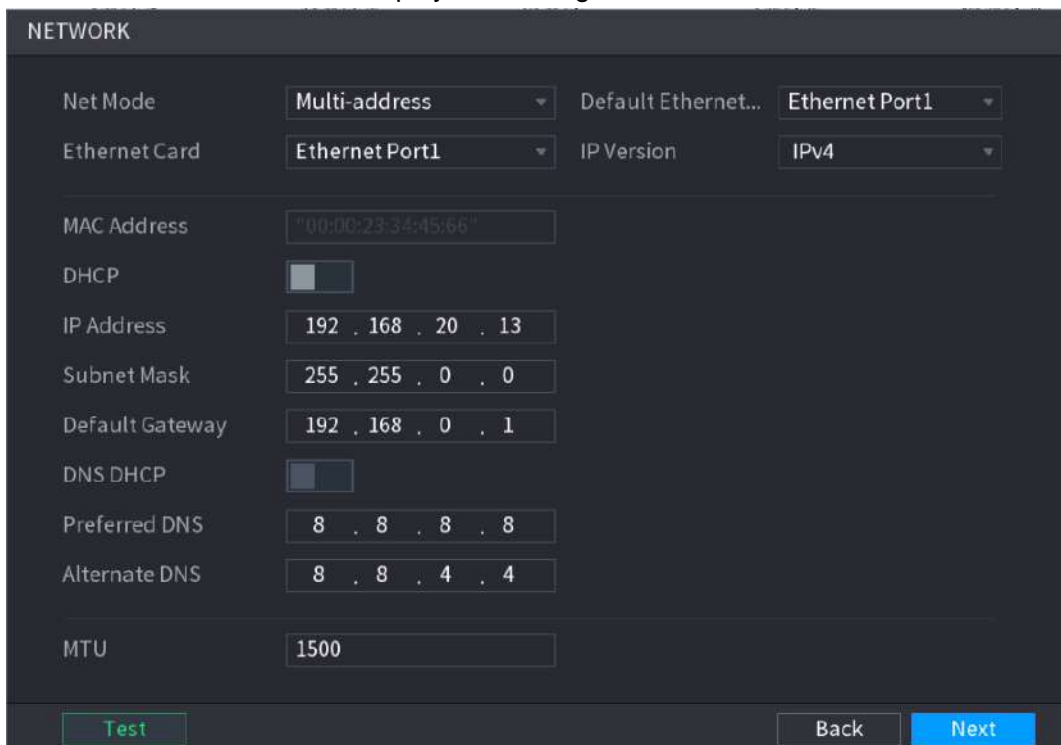 NETWORK
Net Mode Multi-address Default Ethernet... Ethernet Port1
Ethernet Card Ethernet Port1 IP Version IPv4
MAC Address "00:00:23:34:45:66"
DHCP
IP Address 192 . 168 . 20 . 13
Subnet Mask 255 . 255 . 0 . 0
Default Gateway 192 . 168 . 0 . 1
DNS DHCP
Preferred DNS 8 . 8 . 8 . 8
Alternate DNS 8 . 8 . 4 . 4
MTU 1500
Test Back Next